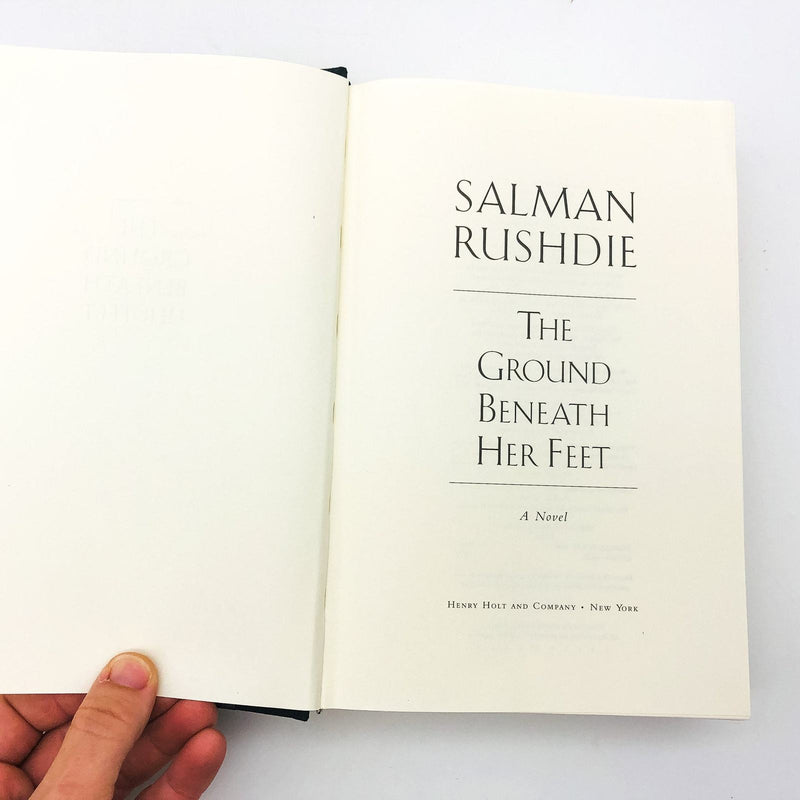 SALMAN
RUSHDIE
THE
GROUND
BENEATH
HER FEET
A Novel
HENRY HOLT AND COMPANY • NEW YORK